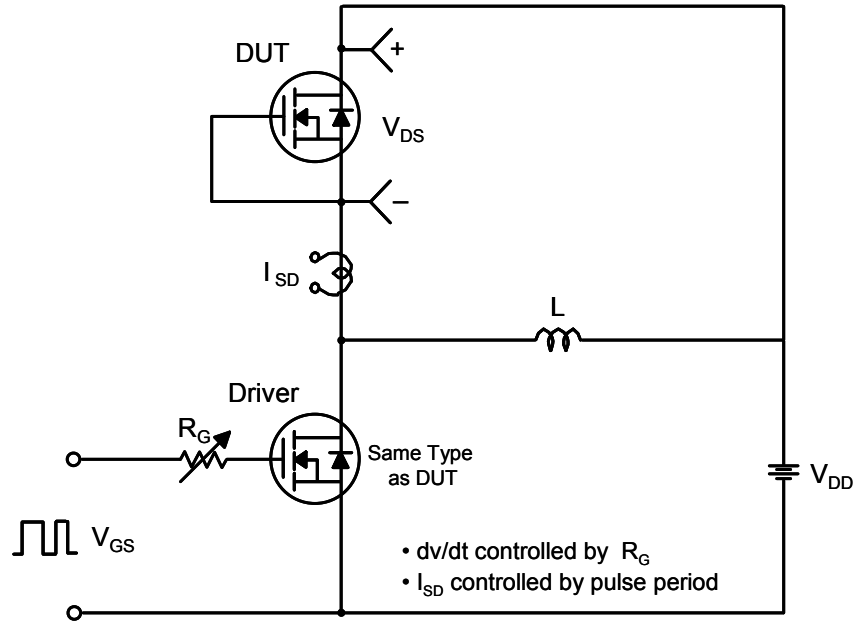 DUT
+
V_DS
−
I_SD
L
Driver
R_G
Same Type
as DUT
V_DD
V_GS
• dv/dt controlled by R_G
• I_SD controlled by pulse period